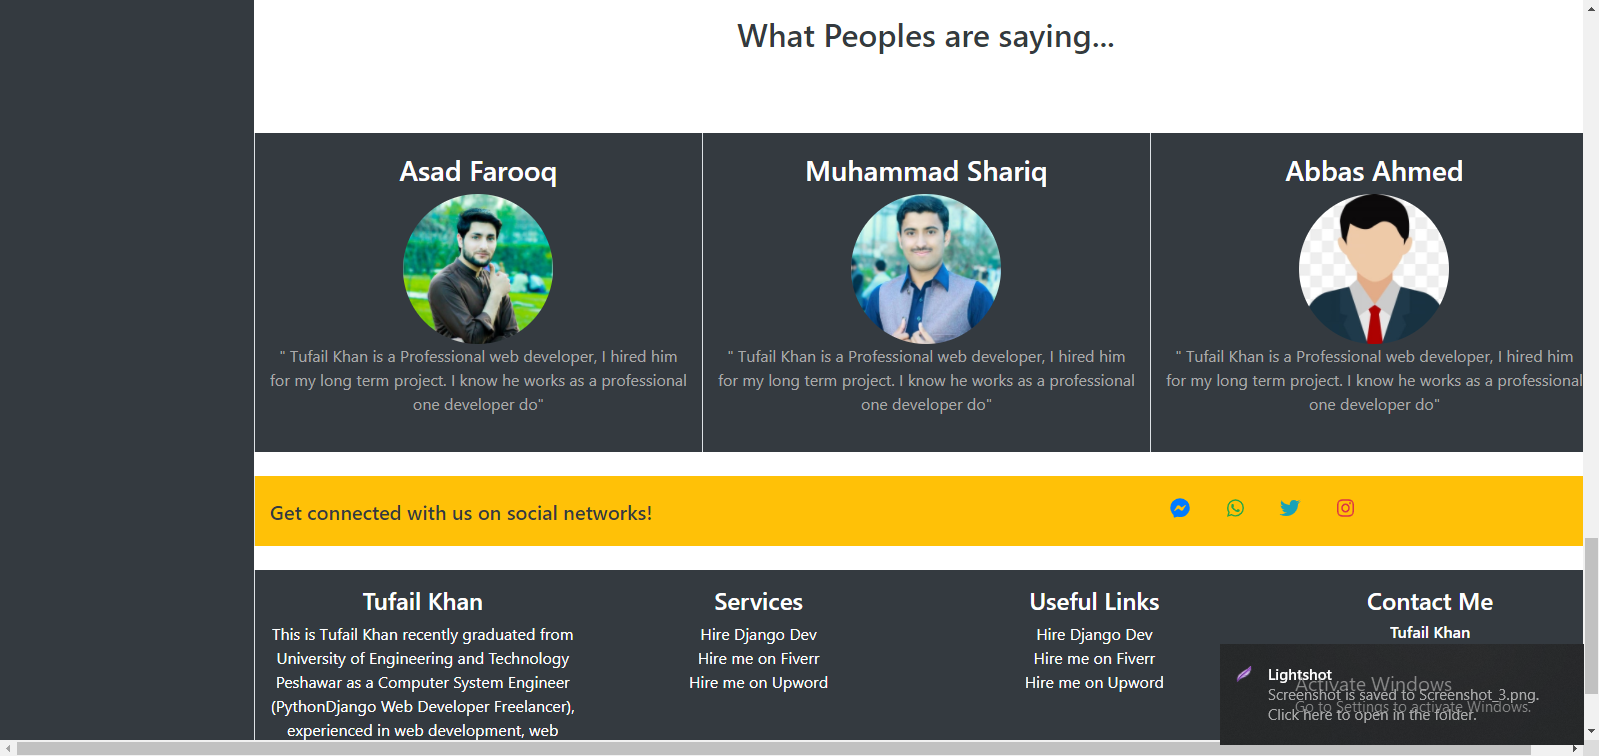 What Peoples are saying...
Asad Farooq
" Tufail Khan is a Professional web developer, I hired him
for my long term project. I know he works as a professional
one developer do"
Muhammad Shariq
" Tufail Khan is a Professional web developer, I hired him
for my long term project. I know he works as a professional
one developer do"
Abbas Ahmed
" Tufail Khan is a Professional web developer, I hired him
for my long term project. I know he works as a professional
one developer do"
Get connected with us on social networks!
Tufail Khan
This is Tufail Khan recently graduated from
University of Engineering and Technology
Peshawar as a Computer System Engineer
(PythonDjango Web Developer Freelancer),
experienced in web development, web
Services
Hire Django Dev
Hire me on Fiverr
Hire me on Upword
Useful Links
Hire Django Dev
Hire me on Fiverr
Hire me on Upword
Contact Me
Tufail Khan
Lightshot
Activate Windows
Screenshot is saved to Screenshot_3.png.
Go to Settings to activate Windows.
Click here to open in the folder.